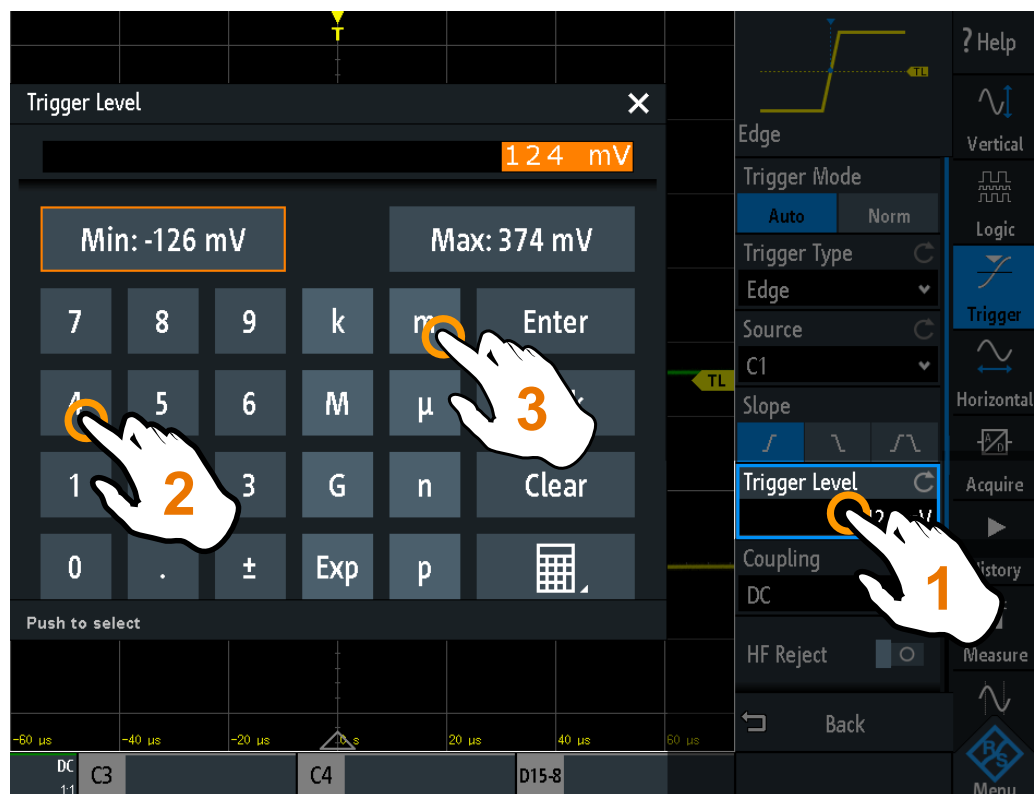 T
Trigger Level
124 mV
Min: -126 mV
Max: 374 mV
7
8
9
k
m
Enter
4
5
6
M
μ
3
1
2
3
G
n
Clear
0
.
±
Exp
p
Push to select
-60 µs
-40 µs
-20 µs
0 s
20 µs
40 µs
60 µs
DC
1:1
C3
C4
D15-8
TL
TL
Edge
Trigger Mode
Auto
Norm
Trigger Type
Edge
Source
C1
Slope
Trigger Level
1
Coupling
DC
HF Reject
Back
? Help
Vertical
Logic
Trigger
Horizontal
A/D
Acquire
History
Measure
R&S
Menu